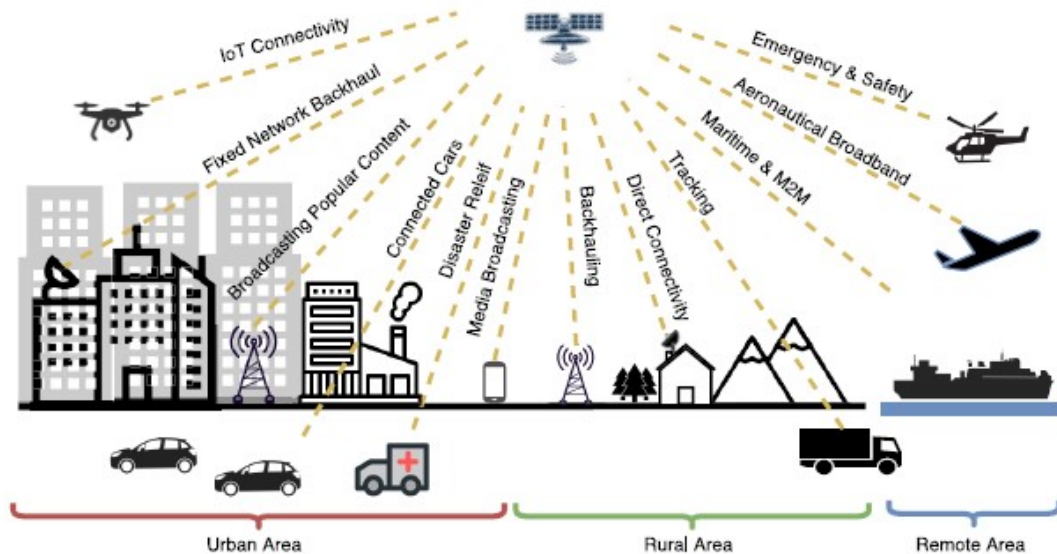 IoT Connectivity
Fixed Network Backhaul
Broadcasting Popular Content
Connected Cars
Disaster Releif
Media Broadcasting
Backhauling
Direct Connectivity
Tracking
Maritime & M2M
Aeronautical Broadband
Emergency & Safety
Urban Area
Rural Area
Remote Area